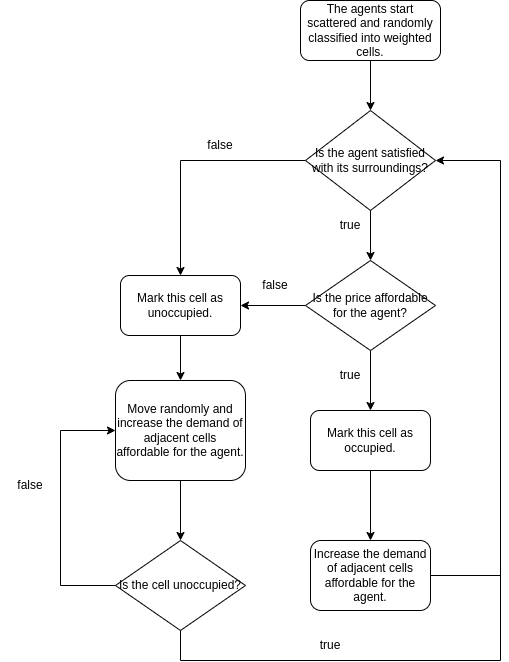 The agents start
scattered and randomly
classified into weighted
cells.
false
Is the agent satisfied
with its surroundings?
true
false
Mark this cell as
unoccupied.
Is the price affordable
for the agent?
true
Move randomly and
increase the demand of
adjacent cells
affordable for the agent.
Mark this cell as
occupied.
false
Increase the demand
of adjacent cells
affordable for the
agent.
Is the cell unoccupied?
true